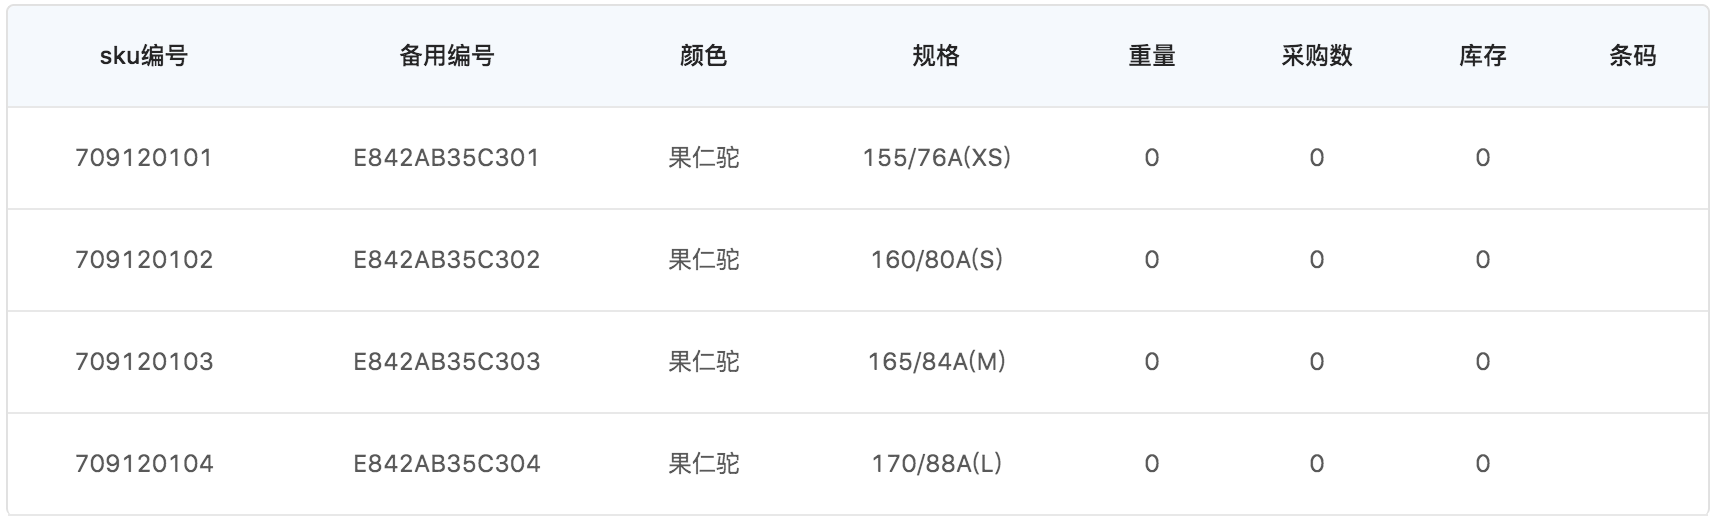 sku编号 备用编号 颜色 规格 重量 采购数 库存 条码
709120101 E842AB35C301 果仁驼 155/76A(XS) 0 0 0
709120102 E842AB35C302 果仁驼 160/80A(S) 0 0 0
709120103 E842AB35C303 果仁驼 165/84A(M) 0 0 0
709120104 E842AB35C304 果仁驼 170/88A(L) 0 0 0